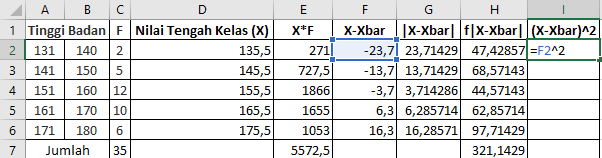 A B C D E F G H I
1 Tinggi Badan F Nilai Tengah Kelas (X) X*F X-Xbar |X-Xbar| f|X-Xbar| (X-Xbar)^2
2 131 140 2 135,5 271 -23,7 23,71429 47,42857 =F2^2
3 141 150 5 145,5 727,5 -13,7 13,71429 68,57143
4 151 160 12 155,5 1866 -3,7 3,714286 44,57143
5 161 170 10 165,5 1655 6,3 6,285714 62,85714
6 171 180 6 175,5 1053 16,3 16,28571 97,71429
7 Jumlah 35 5572,5 321,1429